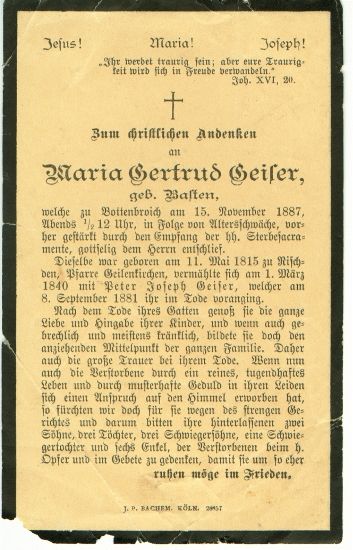 Jesus! Maria! Joseph!
„Ihr werdet traurig sein; aber eure Traurig-
keit wird sich in Freude verwandeln."
Joh. XVI, 20.
Zum christlichen Andenken
an
Maria Gertrud Geiser,
geb. Basten,
welche zu Bottenbroich am 15. November 1887,
Abends ½12 Uhr, in Folge von Altersschwäche, vor-
her gestärkt durch den Empfang der hh. Sterbesacra-
mente, gottselig dem Herrn entschlief.
Dieselbe war geboren am 11. Mai 1815 zu Nisch-
den, Pfarre Geilenkirchen, vermählte sich am 1. März
1840 mit Peter Joseph Geiser, welcher am
8. September 1881 ihr im Tode voranging.
Nach dem Tode ihres Gatten genoß sie die ganze
Liebe und Hingabe ihrer Kinder, und wenn auch ge-
brechlich und meistens kränklich, bildete sie doch den
anziehenden Mittelpunkt der ganzen Familie. Daher
auch die große Trauer bei ihrem Tode. Wenn nun
auch die Verstorbene durch ein reines, tugendhaftes
Leben und durch musterhafte Geduld in ihren Leiden
sich einen Anspruch auf den Himmel erworben hat,
so fürchten wir doch für sie wegen des strengen Ge-
richtes und darum bitten ihre hinterlassenen zwei
Söhne, drei Töchter, drei Schwiegersöhne, eine Schwie-
gertochter und sechs Enkel, der Verstorbenen beim h.
Opfer und im Gebete zu gedenken, damit sie um so eher
ruhen möge im Frieden.
J. P. BACHEM, KÖLN. 26857